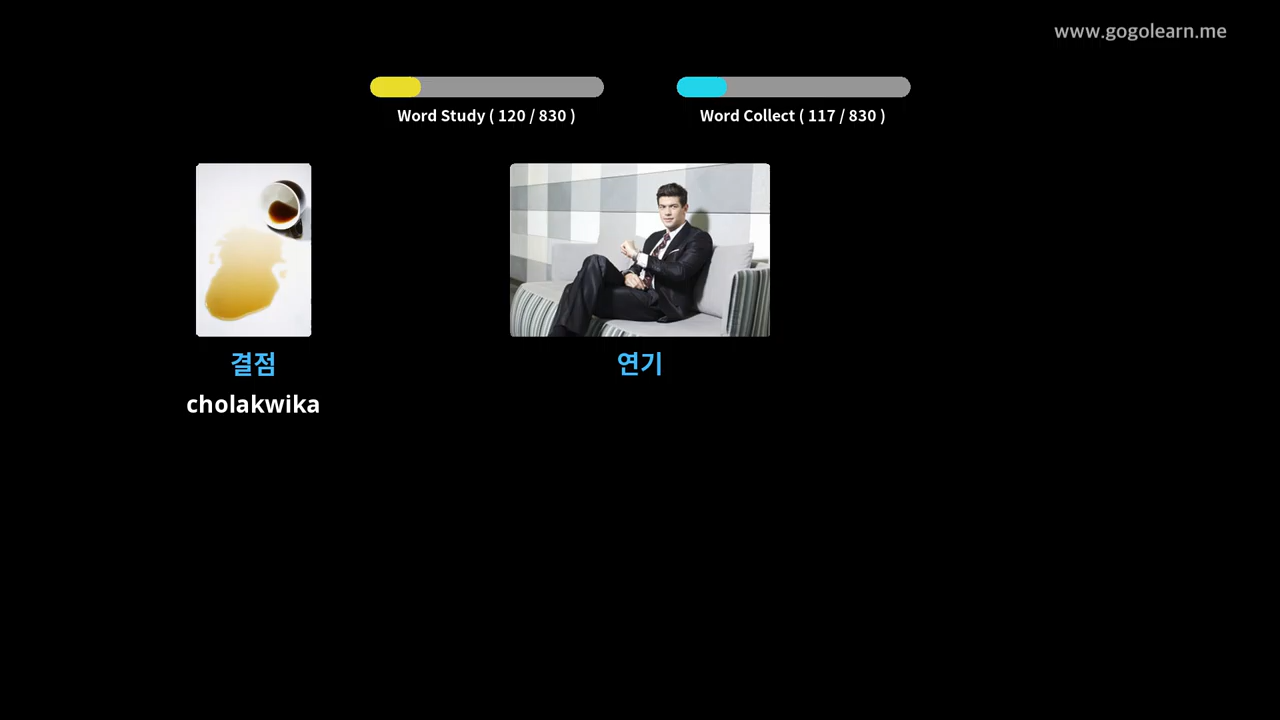 www.gogolearn.me
Word Study ( 120 / 830 )
Word Collect ( 117 / 830 )
결점
연기
cholakwika